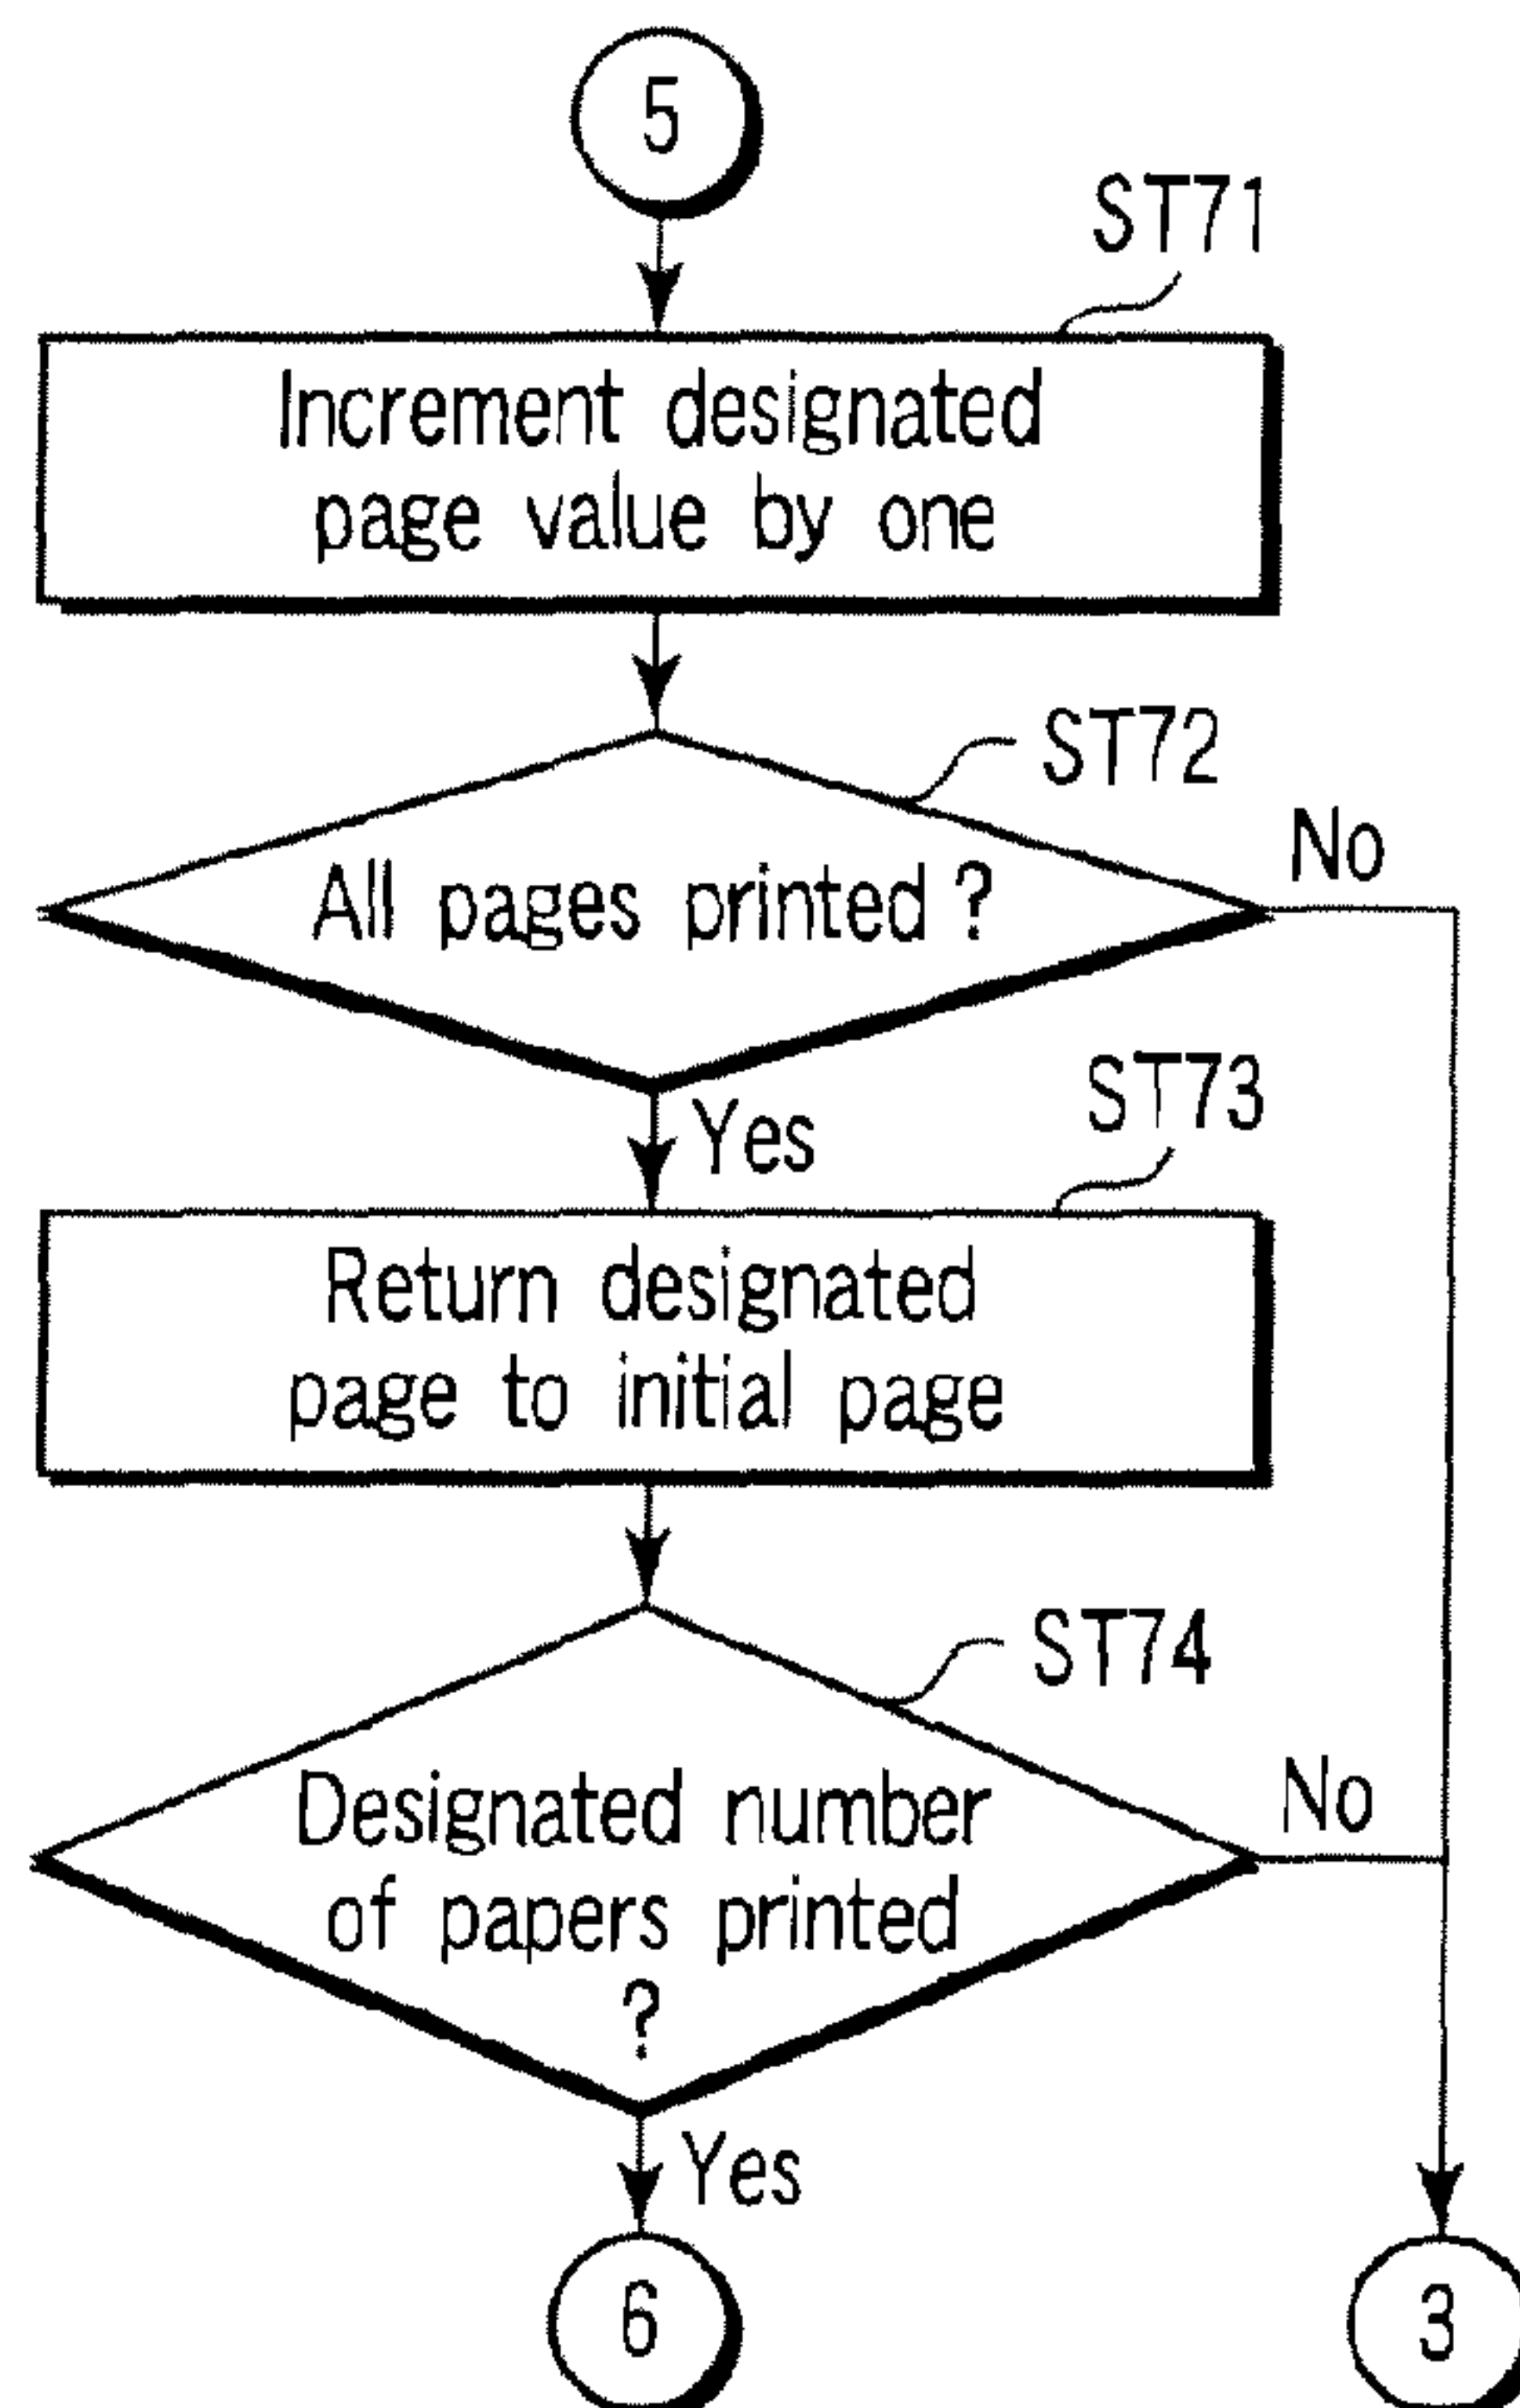 5
ST71
Increment designated
page value by one
ST72
No
All pages printed ?
Yes
ST73
Return designated
page to initial page
ST74
No
Designated number
of papers printed
?
Yes
6
3